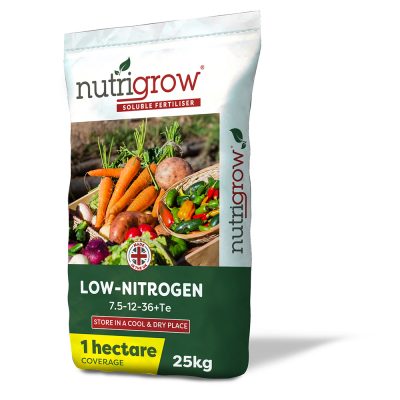 nutrigrow®
SOLUBLE FERTILISER
nutrigrow®
LOW-NITROGEN
7.5-12-36+Te
STORE IN A COOL & DRY PLACE
1 hectare
COVERAGE
25kg